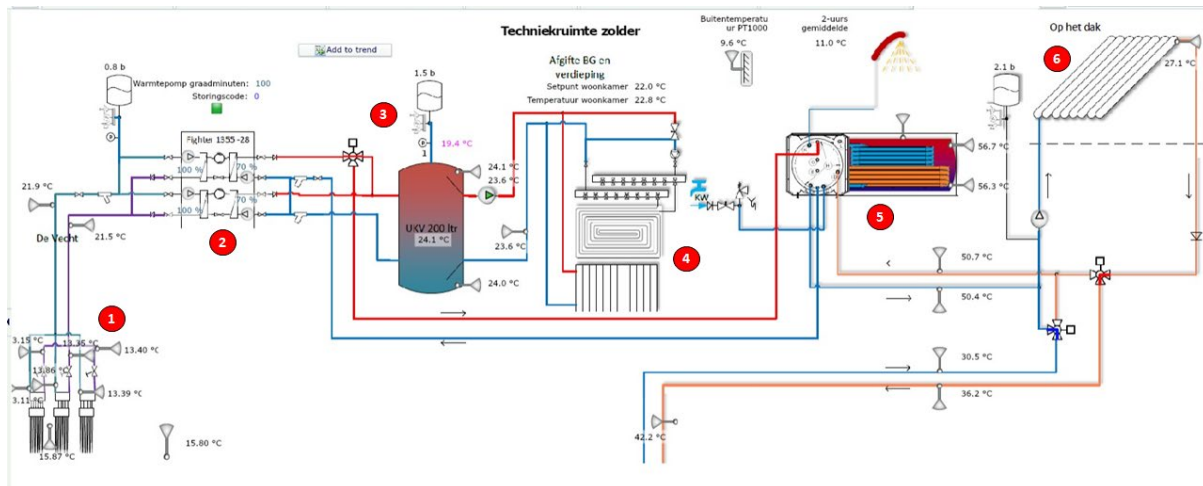 Techniekruimte zolder
Add to trend
Buitentemperatu
ur PT1000
9.6 °C
2-uurs
gemiddelde
11.0 °C
Op het dak
6
27.1 °C
0.8 b
Warmtepomp graadminuten: 100
Storingscode: 0
1.5 b
3
19.4 °C
Afgifte BG en
verdieping
Setpunt woonkamer 22.0 °C
Temperatuur woonkamer 22.8 °C
2.1 b
Fighter 1355 -28
100 %
70 %
100 %
70 %
2
21.9 °C
De Vecht
21.5 °C
24.1 °C
23.6 °C
UKV 200 ltr
24.1 °C
23.6 °C
24.0 °C
4
KW
56.7 °C
56.3 °C
5
50.7 °C
50.4 °C
30.5 °C
36.2 °C
42.2 °C
1
3.15 °C
13.40 °C
13.86 °C
3.11 °C
13.39 °C
15.87 °C
15.80 °C